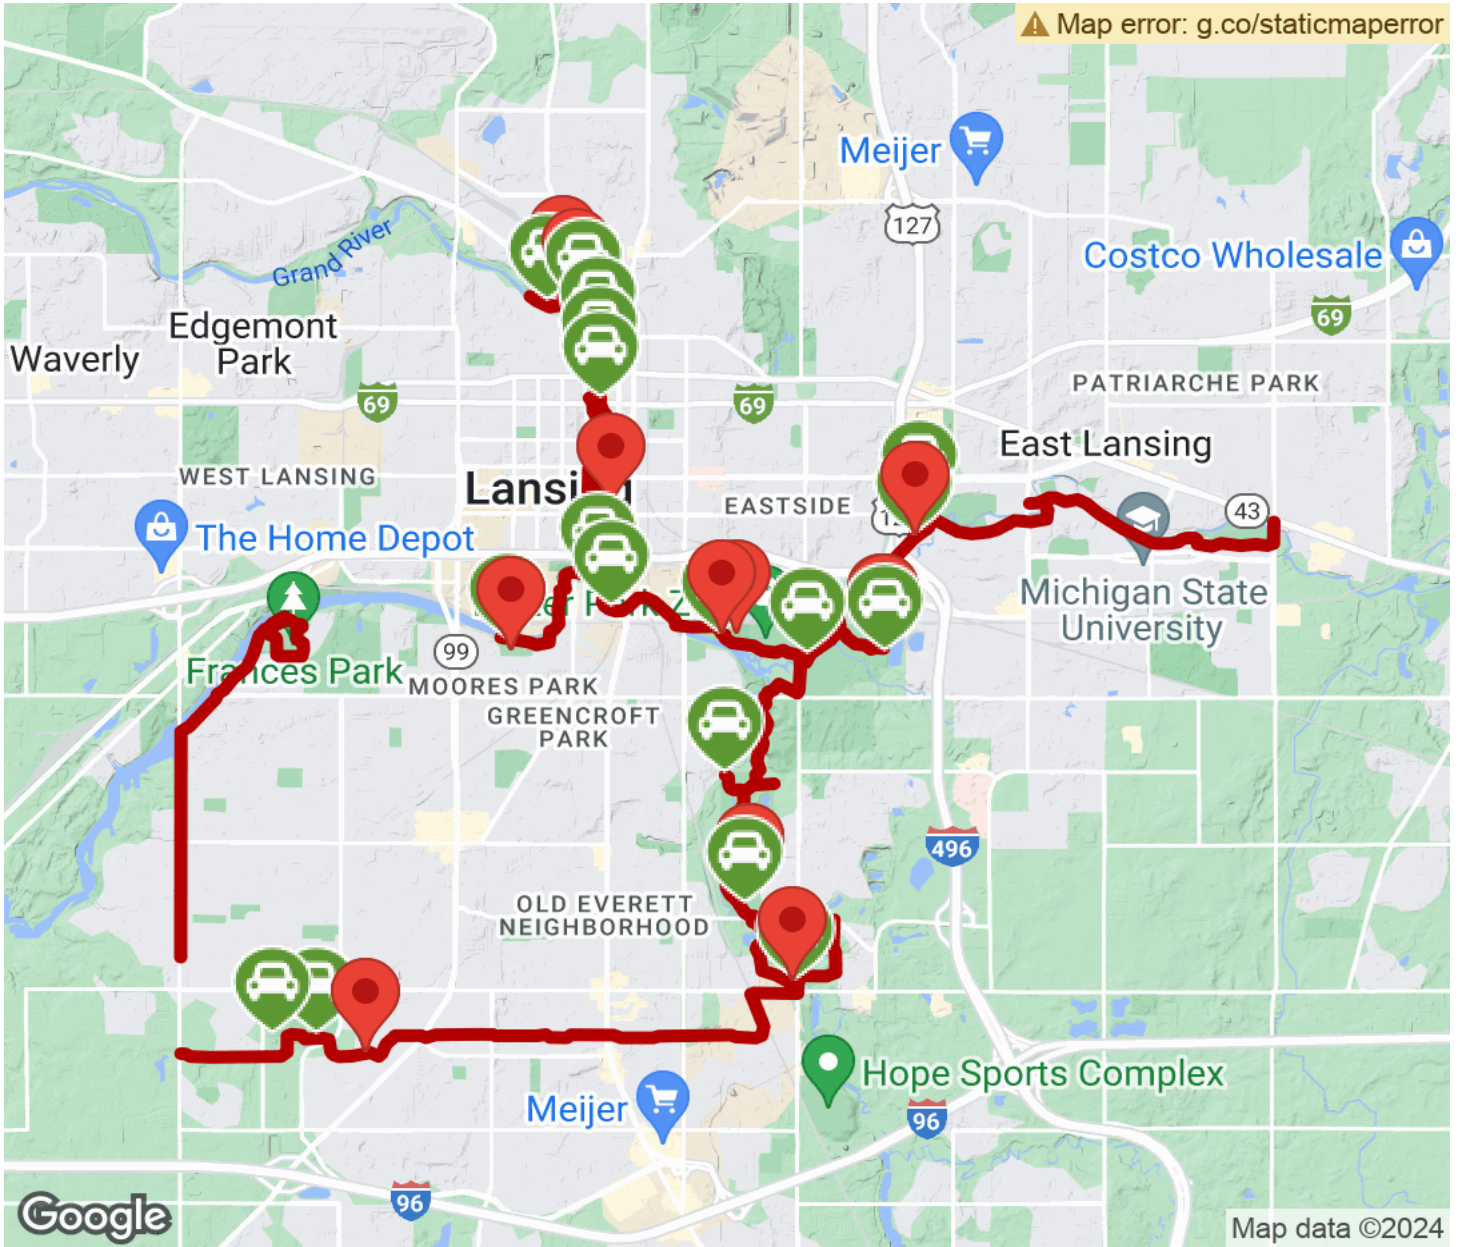 Map error: g.co/staticmaperror
Meijer
127
Grand River
Costco Wholesale
69
Edgemont
Park
Waverly
PATRIARCHE PARK
69
69
East Lansing
WEST LANSING
EASTSIDE
43
The Home Depot
Michigan State
University
99
Frances Park
MOORES PARK
GREENCROFT
PARK
496
OLD EVERETT
NEIGHBORHOOD
Hope Sports Complex
Meijer
96
96
Google
Map data ©2024